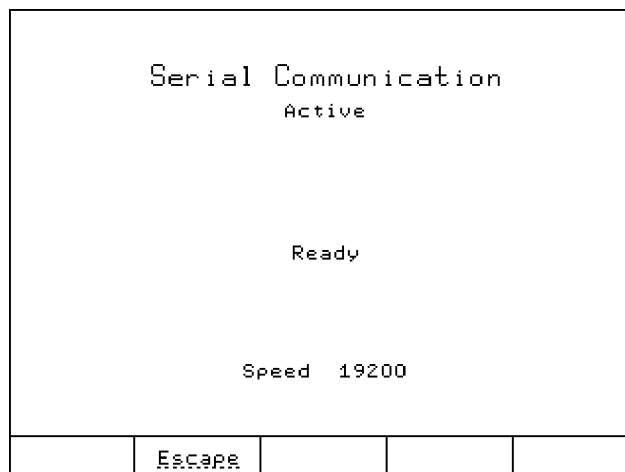 Serial Communication
Active
Ready
Speed 19200
Escape